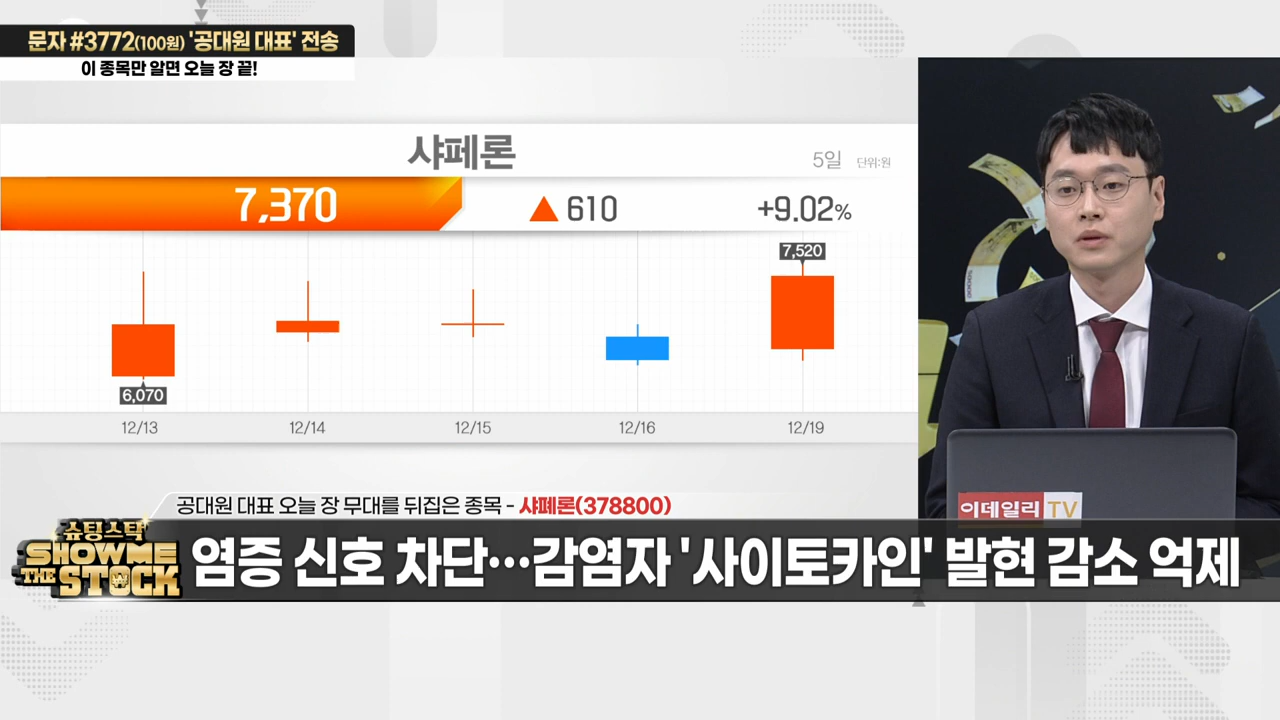 문자 #3772(100원) '공대원 대표' 전송
이 종목만 알면 오늘 장 끝!
샤페론
5일 단위:원
7,370 ▲ 610 +9.02%
7,520
6,070
12/13 12/14 12/15 12/16 12/19
이데일리 TV
공대원 대표 오늘 장 무대를 뒤집은 종목 - 샤페론(378800)
슈팅스탁
SHOW ME
THE STOCK
염증 신호 차단…감염자 '사이토카인' 발현 감소 억제